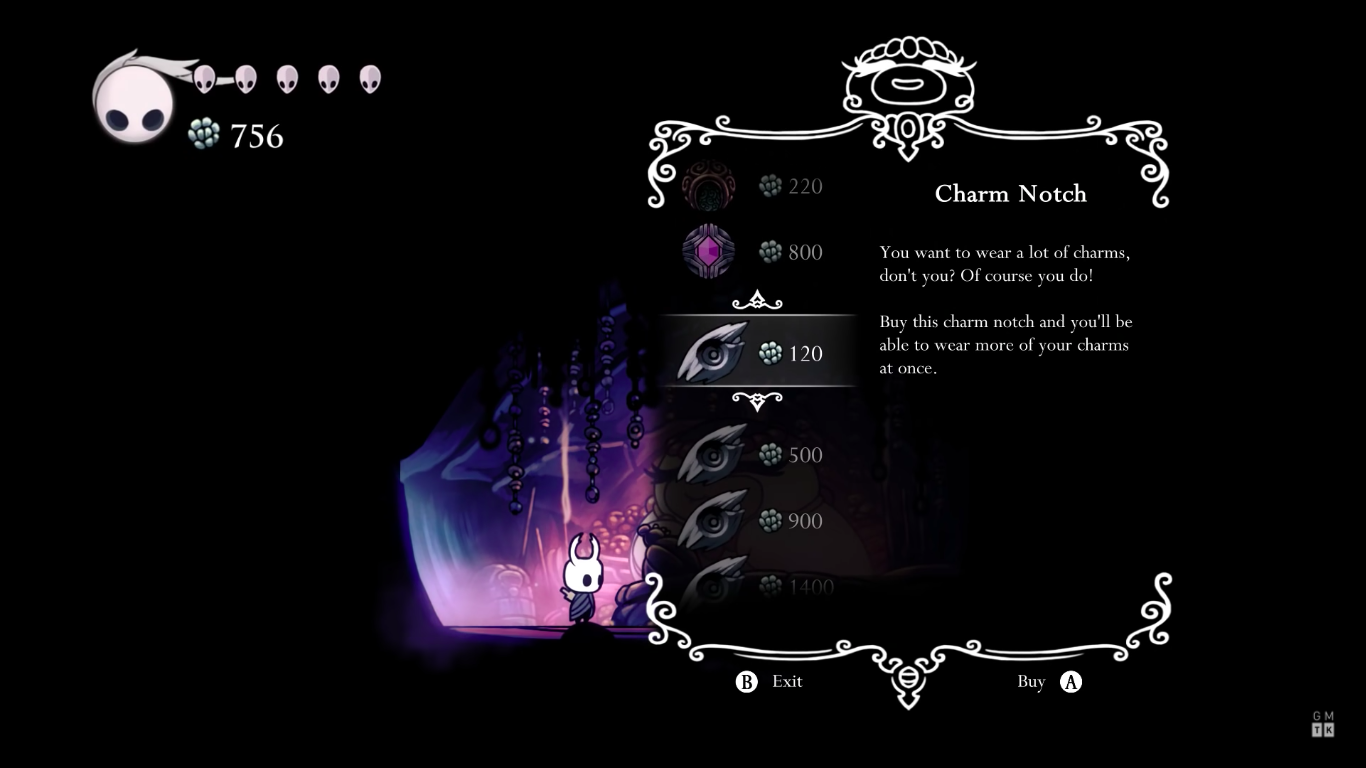 756
220
Charm Notch
800
You want to wear a lot of charms,
don't you? Of course you do!
120
Buy this charm notch and you'll be
able to wear more of your charms
at once.
500
900
1400
B Exit
Buy A
GM
TK